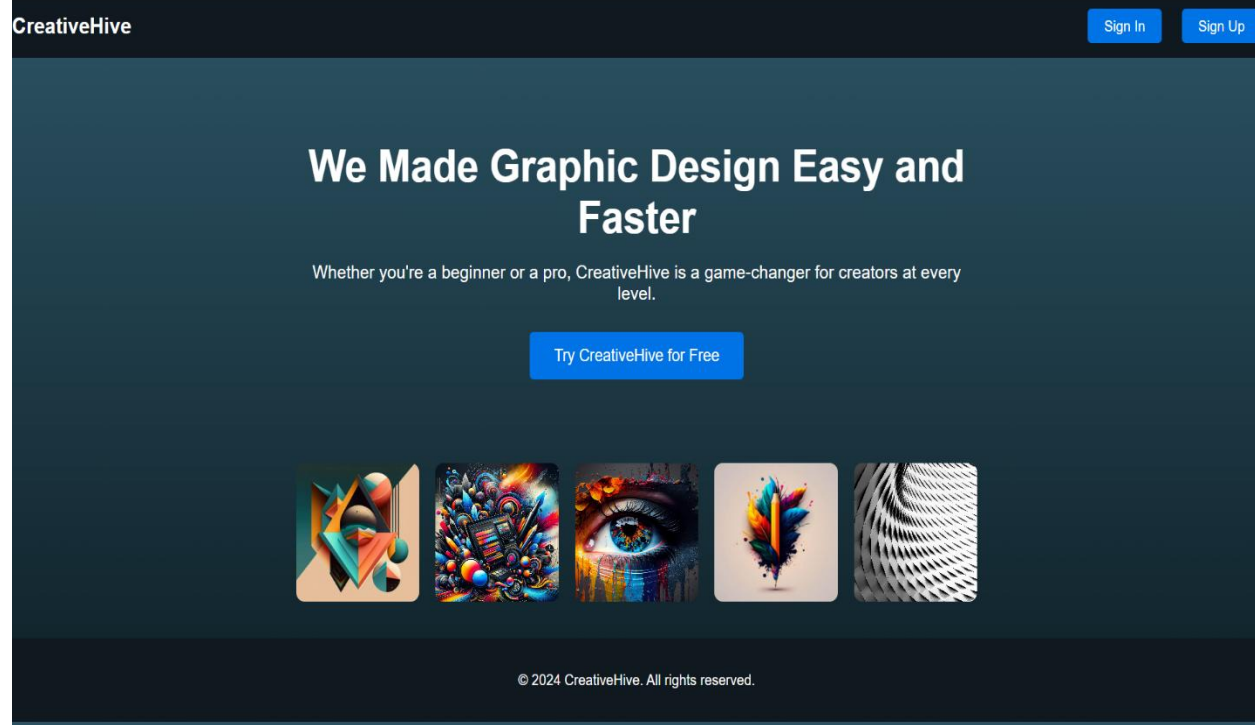 CreativeHive
Sign In
Sign Up
We Made Graphic Design Easy and
Faster
Whether you're a beginner or a pro, CreativeHive is a game-changer for creators at every
level.
Try CreativeHive for Free
© 2024 CreativeHive. All rights reserved.